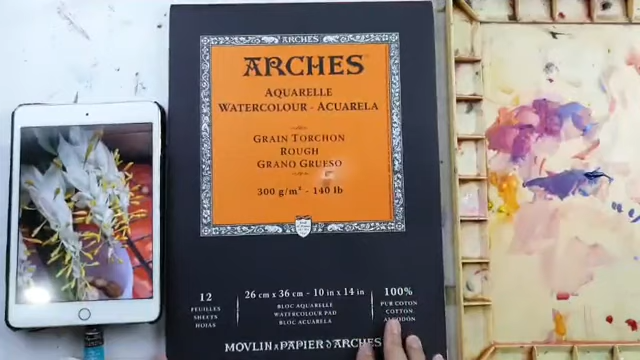 ARCHES
ARCHES
AQUARELLE
WATERCOLOUR - ACUARELA
GRAIN TORCHON
ROUGH
GRANO GRUESO
300 g/m² - 140 lb
12
FEUILLES
SHEETS
HOJAS
26 cm x 36 cm - 10 in x 14 in
BLOC AQUARELLE
WATERCOLOUR PAD
BLOC ACUARELA
100%
PUR COTON
COTTON
ALGODÓN
MOVLIN À PAPIER D'ARCHES